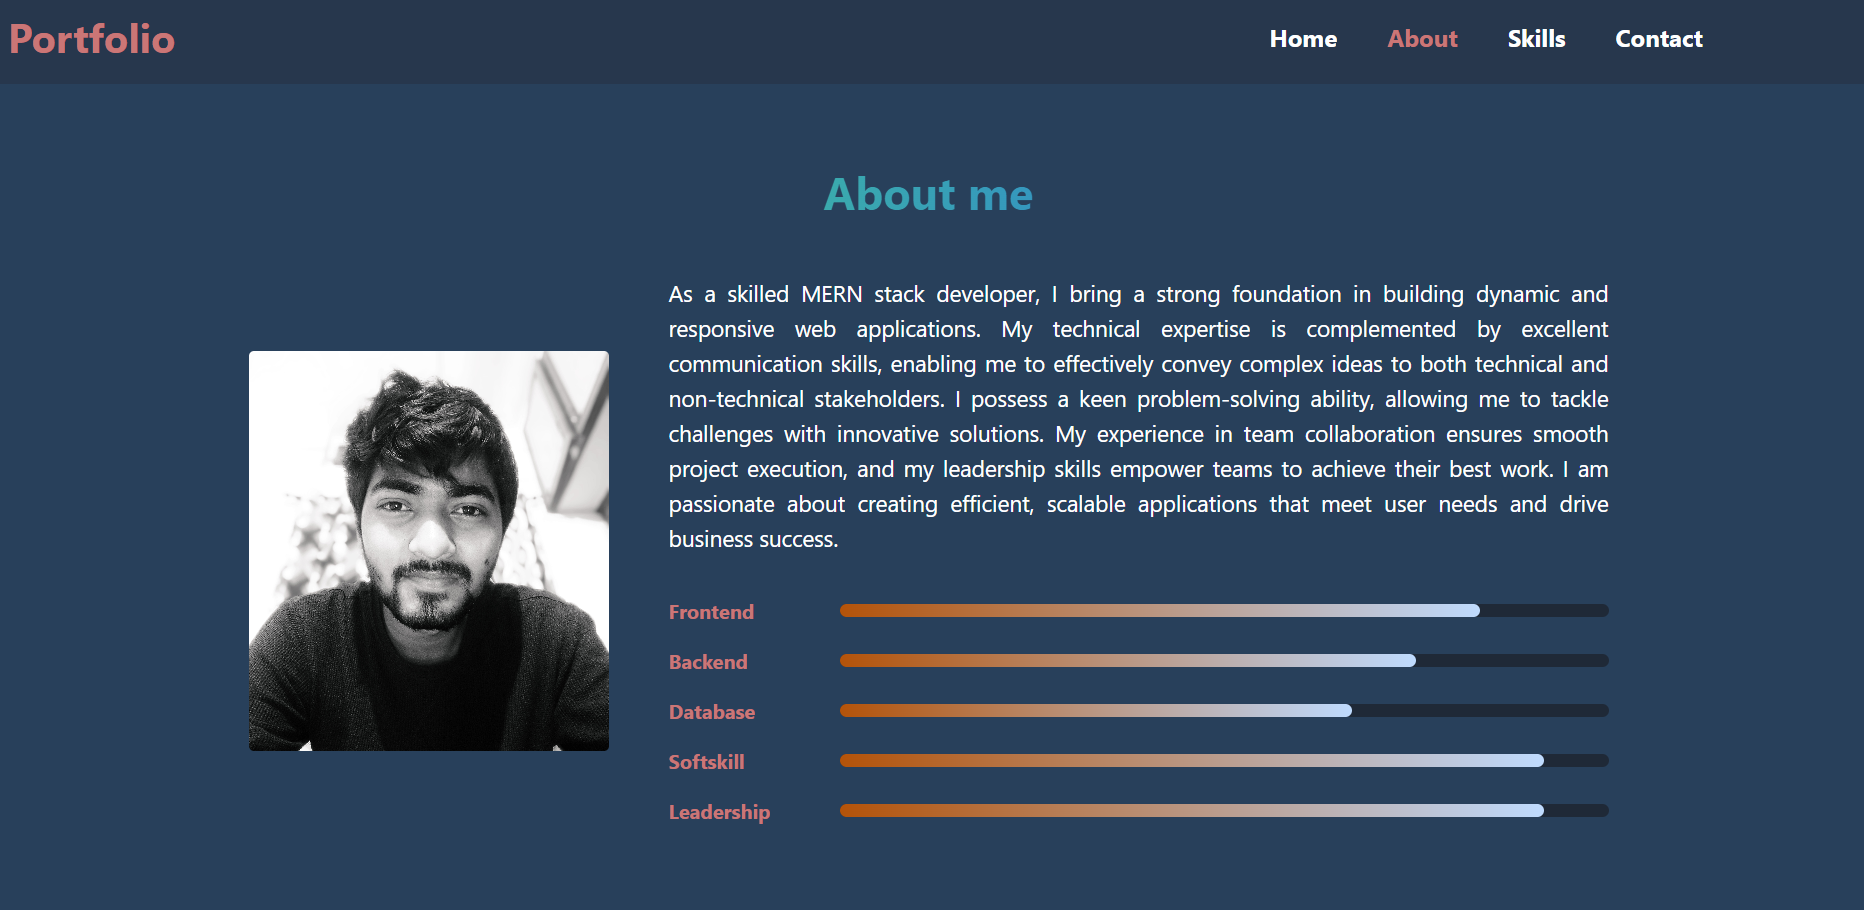 Portfolio
Home About Skills Contact
About me
As a skilled MERN stack developer, I bring a strong foundation in building dynamic and
responsive web applications. My technical expertise is complemented by excellent
communication skills, enabling me to effectively convey complex ideas to both technical and
non-technical stakeholders. I possess a keen problem-solving ability, allowing me to tackle
challenges with innovative solutions. My experience in team collaboration ensures smooth
project execution, and my leadership skills empower teams to achieve their best work. I am
passionate about creating efficient, scalable applications that meet user needs and drive
business success.
Frontend
Backend
Database
Softskill
Leadership